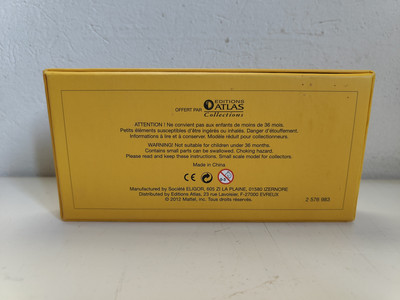 OFFERT PAR
EDITIONS
ATLAS
Collections
ATTENTION ! Ne convient pas aux enfants de moins de 36 mois.
Petits éléments susceptibles d'être ingérés ou inhalés. Danger d'étouffement.
Informations à lire et à conserver. Modèle réduit pour collectionneurs.
WARNING! Not suitable for children under 36 months.
Contains small parts can be swallowed. Choking hazard.
Please read and keep these instructions. Small scale model for collectors.
Made in China
CE
0-3
Manufactured by Société ELIGOR, 605 ZI LA PLAINE, 01580 IZERNORE
Distributed by Editions Atlas, 23 rue Lavoisier, F-27000 EVREUX
© 2012 Mattel, Inc. Tous droits réservés.
2 578 883